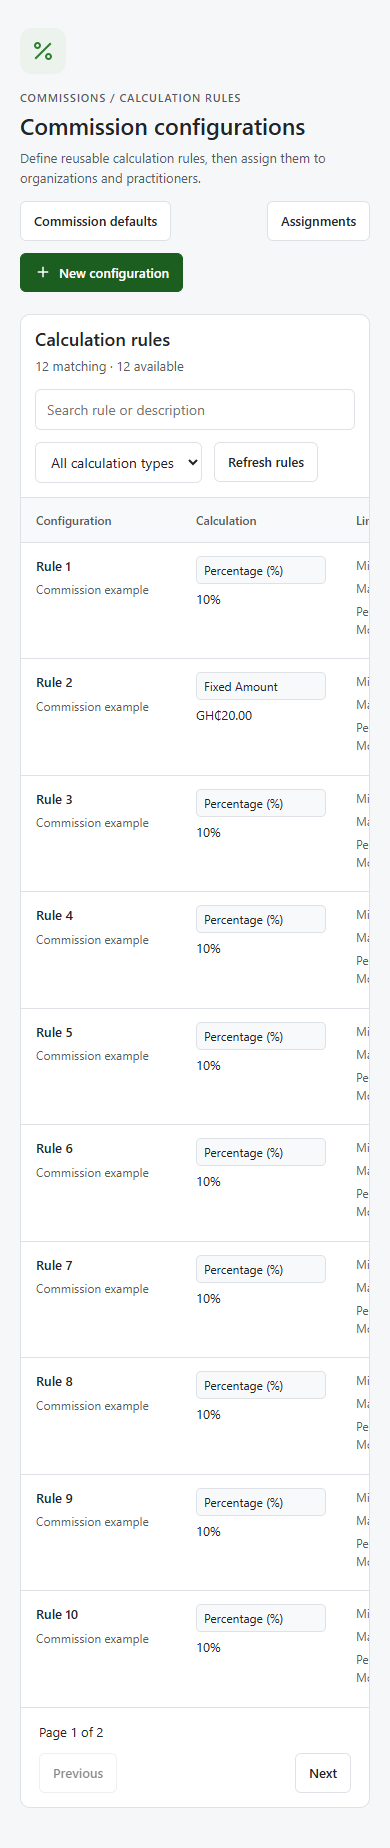 COMMISSIONS / CALCULATION RULES
Commission configurations
Define reusable calculation rules, then assign them to
organizations and practitioners.
Commission defaults
Assignments
+ New configuration
Calculation rules
12 matching · 12 available
Search rule or description
All calculation types
Refresh rules
Configuration Calculation
Rule 1
Commission example
Percentage (%)
10%
Rule 2
Commission example
Fixed Amount
GH₵20.00
Rule 3
Commission example
Percentage (%)
10%
Rule 4
Commission example
Percentage (%)
10%
Rule 5
Commission example
Percentage (%)
10%
Rule 6
Commission example
Percentage (%)
10%
Rule 7
Commission example
Percentage (%)
10%
Rule 8
Commission example
Percentage (%)
10%
Rule 9
Commission example
Percentage (%)
10%
Rule 10
Commission example
Percentage (%)
10%
Page 1 of 2
Previous
Next